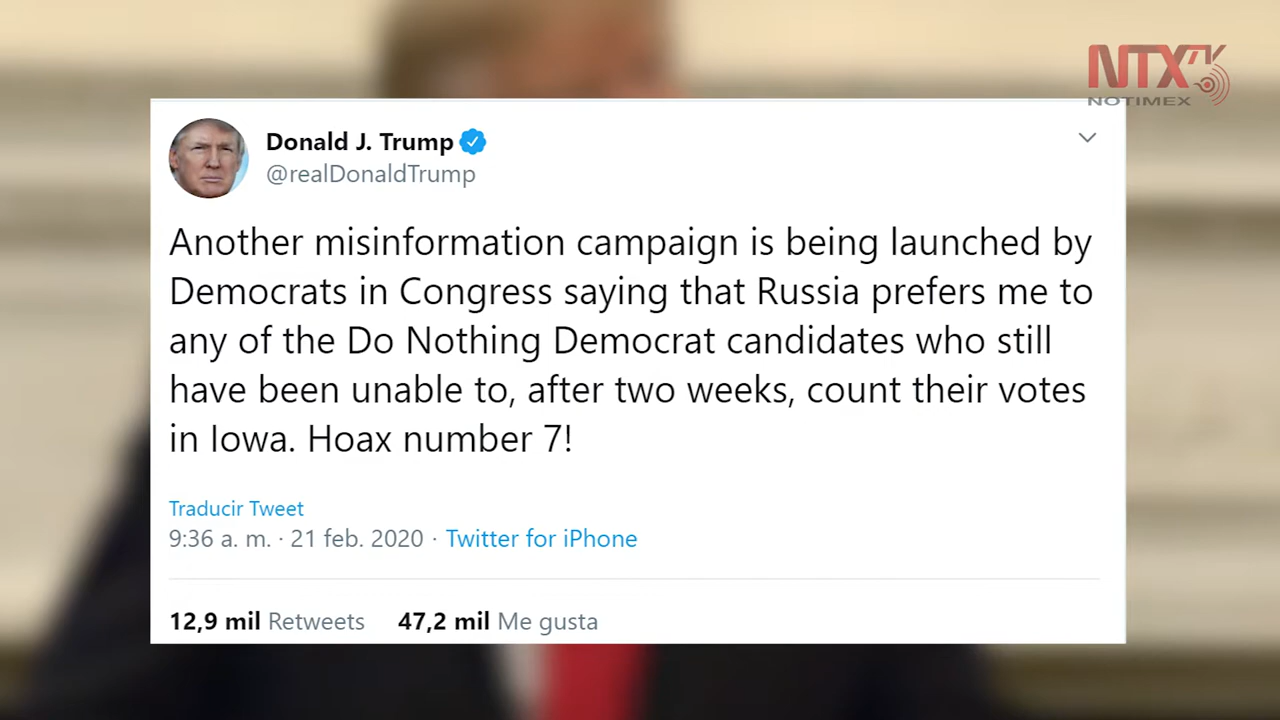 NTX TV
NOTIMEX
Donald J. Trump
@realDonaldTrump
Another misinformation campaign is being launched by
Democrats in Congress saying that Russia prefers me to
any of the Do Nothing Democrat candidates who still
have been unable to, after two weeks, count their votes
in Iowa. Hoax number 7!
Traducir Tweet
9:36 a. m. · 21 feb. 2020 · Twitter for iPhone
12,9 mil Retweets 47,2 mil Me gusta